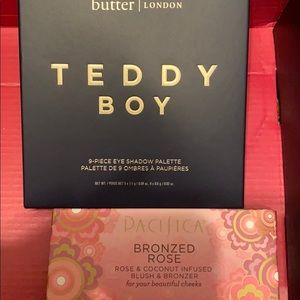 butter | LONDON
TEDDY
BOY
9-PIECE EYE SHADOW PALETTE
PALETTE DE 9 OMBRES À PAUPIÈRES
PACIFICA
BRONZED
ROSE
ROSE & COCONUT INFUSED
BLUSH & BRONZER
for your beautiful cheeks